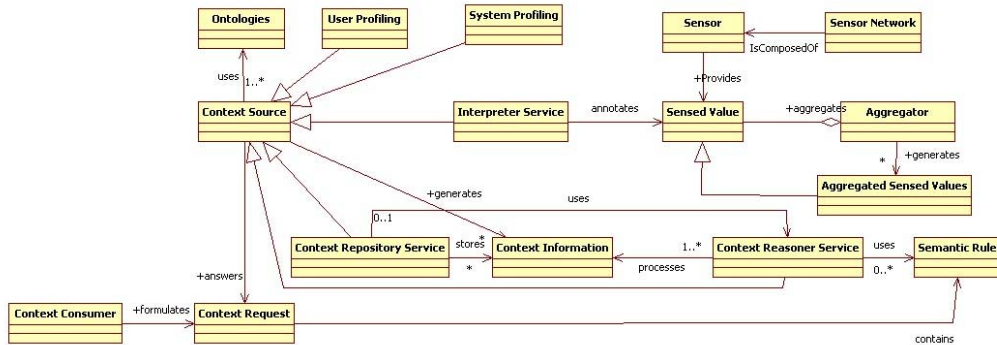 Ontologies
User Profiling
System Profiling
Sensor
Sensor Network
IsComposedOf
uses
1..*
+Provides
Context Source
Interpreter Service
annotates
Sensed Value
+aggregates
Aggregator
*
+generates
Aggregated Sensed Values
+generates
uses
0..1
Context Repository Service
stores
*
*
Context Information
1..*
processes
Context Reasoner Service
uses
0..*
Semantic Rule
+answers
Context Consumer
+formulates
Context Request
contains